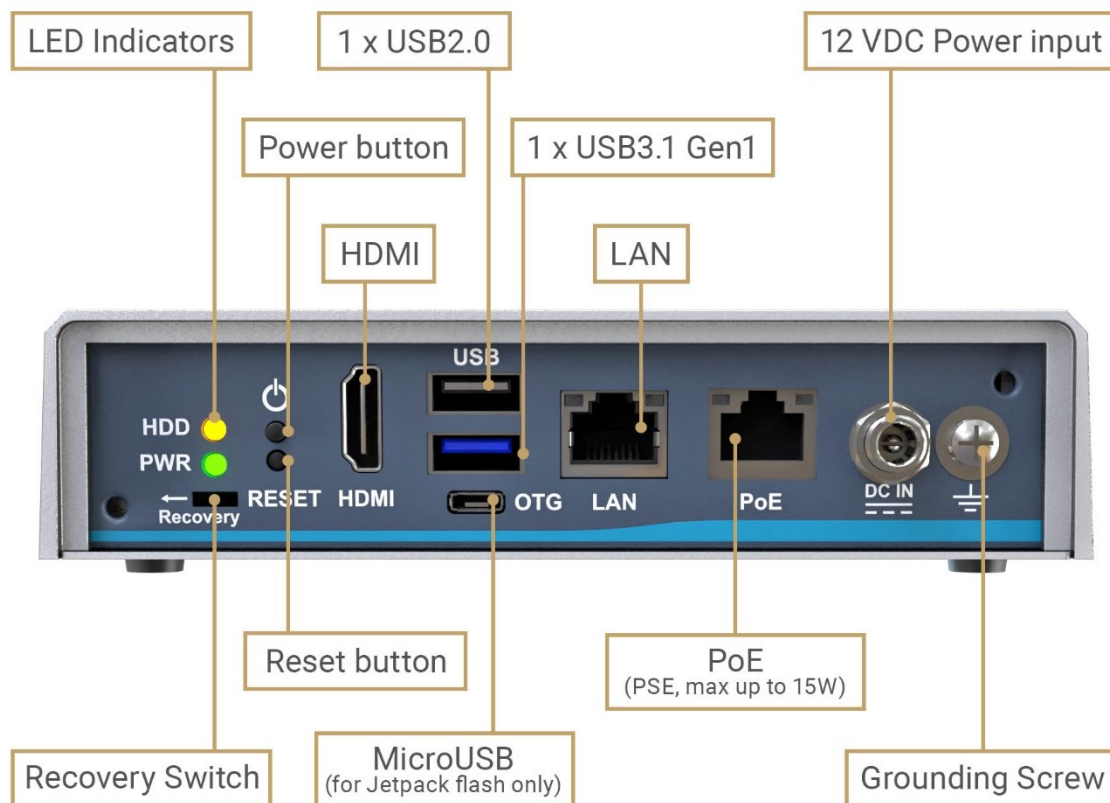 LED Indicators
1 x USB2.0
12 VDC Power input
Power button
1 x USB3.1 Gen1
HDMI
LAN
USB
HDD
PWR
Recovery
RESET
HDMI
OTG
LAN
PoE
DC IN
Reset button
PoE
(PSE, max up to 15W)
Recovery Switch
MicroUSB
(for Jetpack flash only)
Grounding Screw